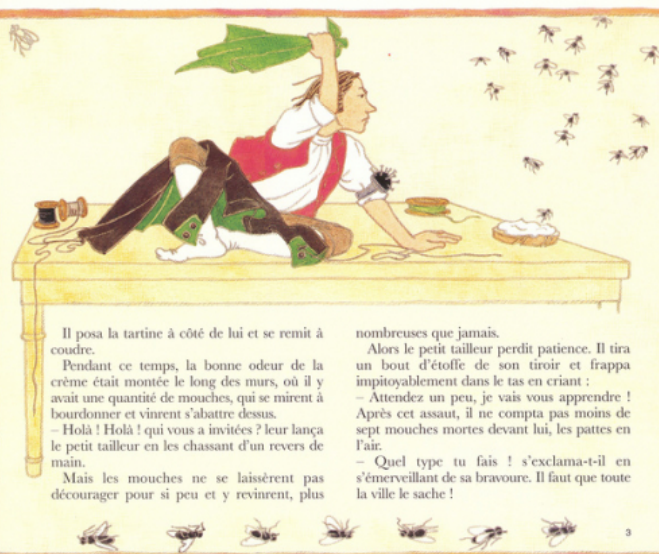 Il posa la tartine à côté de lui et se remit à
coudre.
Pendant ce temps, la bonne odeur de la
crème était montée le long des murs, où il y
avait une quantité de mouches, qui se mirent à
bourdonner et vinrent s'abattre dessus.
– Holà ! Holà ! qui vous a invitées ? leur lança
le petit tailleur en les chassant d'un revers de
main.
Mais les mouches ne se laissèrent pas
décourager pour si peu et y revinrent, plus
nombreuses que jamais.
Alors le petit tailleur perdit patience. Il tira
un bout d'étoffe de son tiroir et frappa
impitoyablement dans le tas en criant :
– Attendez un peu, je vais vous apprendre !
Après cet assaut, il ne compta pas moins de
sept mouches mortes devant lui, les pattes en
l'air.
– Quel type tu fais ! s'exclama-t-il en
s'émerveillant de sa bravoure. Il faut que toute
la ville le sache !
3